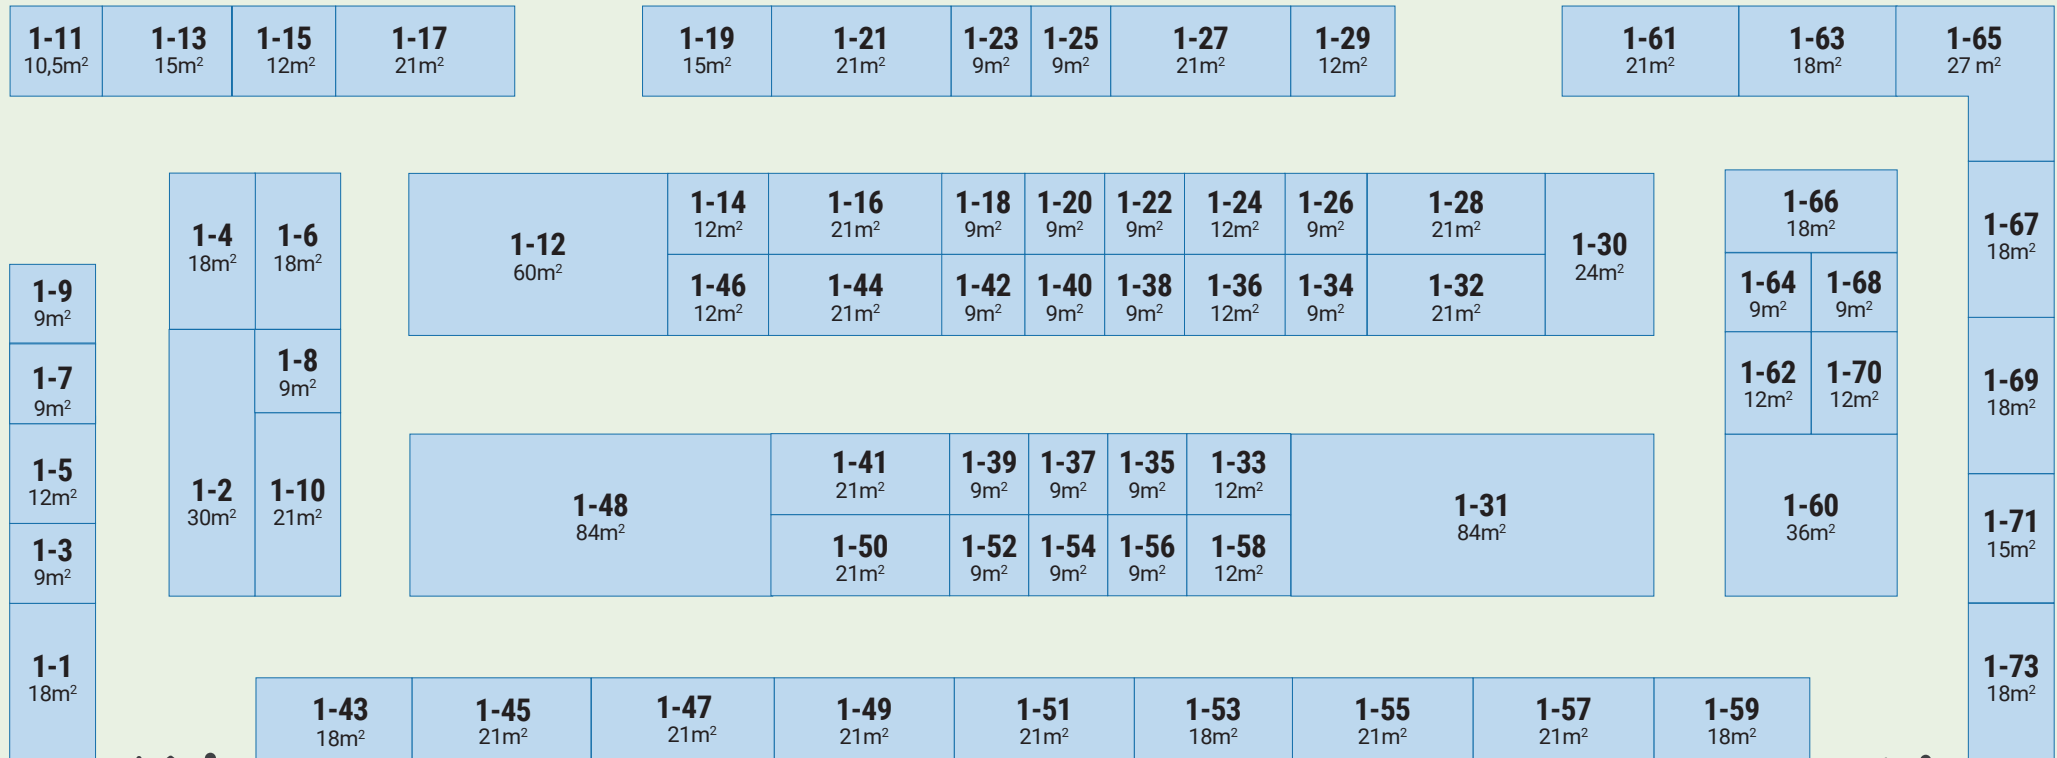 1-11
10,5m²
1-13
15m²
1-15
12m²
1-17
21m²
1-19
15m²
1-21
21m²
1-23
9m²
1-25
9m²
1-27
21m²
1-29
12m²
1-61
21m²
1-63
18m²
1-65
27 m²
1-4
18m²
1-6
18m²
1-12
60m²
1-14
12m²
1-16
21m²
1-18
9m²
1-20
9m²
1-22
9m²
1-24
12m²
1-26
9m²
1-28
21m²
1-30
24m²
1-66
18m²
1-67
18m²
1-9
9m²
1-46
12m²
1-44
21m²
1-42
9m²
1-40
9m²
1-38
9m²
1-36
12m²
1-34
9m²
1-32
21m²
1-64
9m²
1-68
9m²
1-7
9m²
1-8
9m²
1-62
12m²
1-70
12m²
1-69
18m²
1-5
12m²
1-2
30m²
1-10
21m²
1-48
84m²
1-41
21m²
1-39
9m²
1-37
9m²
1-35
9m²
1-33
12m²
1-31
84m²
1-60
36m²
1-71
15m²
1-3
9m²
1-50
21m²
1-52
9m²
1-54
9m²
1-56
9m²
1-58
12m²
1-1
18m²
1-73
18m²
1-43
18m²
1-45
21m²
1-47
21m²
1-49
21m²
1-51
21m²
1-53
18m²
1-55
21m²
1-57
21m²
1-59
18m²